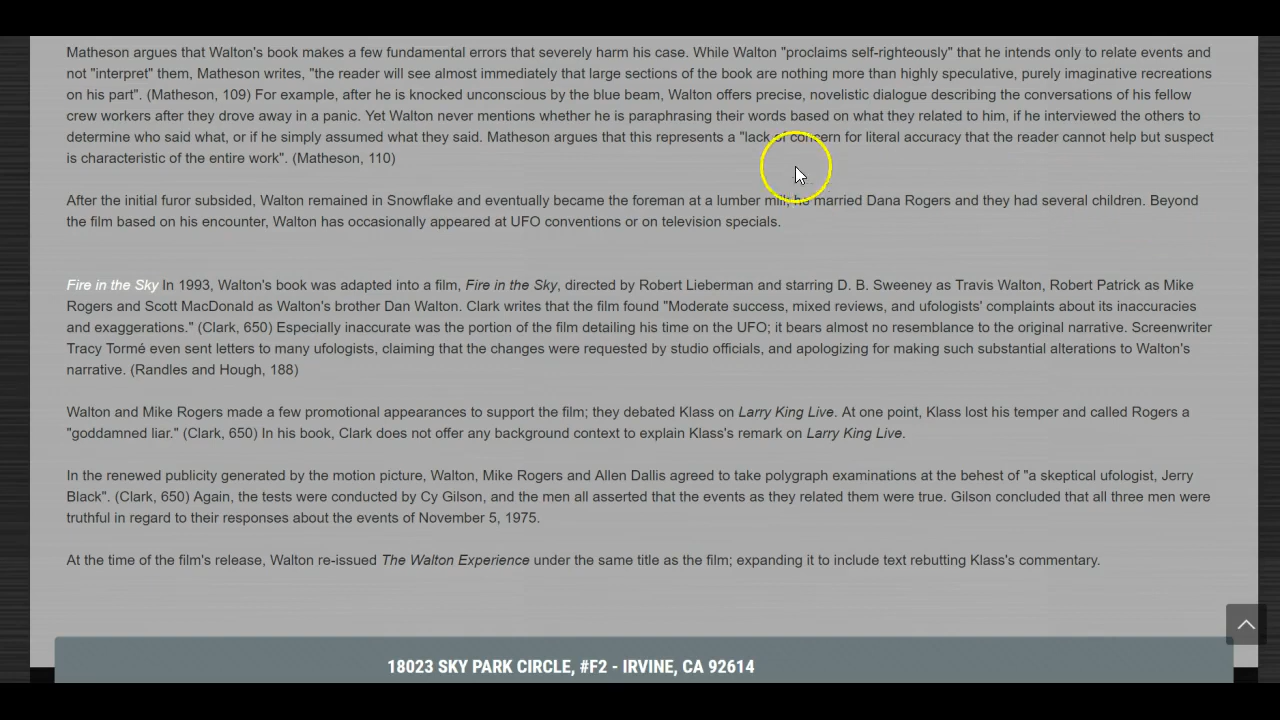 Matheson argues that Walton's book makes a few fundamental errors that severely harm his case. While Walton "proclaims self-righteously" that he intends only to relate events and
not "interpret" them, Matheson writes, "the reader will see almost immediately that large sections of the book are nothing more than highly speculative, purely imaginative recreations
on his part". (Matheson, 109) For example, after he is knocked unconscious by the blue beam, Walton offers precise, novelistic dialogue describing the conversations of his fellow
crew workers after they drove away in a panic. Yet Walton never mentions whether he is paraphrasing their words based on what they related to him, if he interviewed the others to
determine who said what, or if he simply assumed what they said. Matheson argues that this represents a "lack of concern for literal accuracy that the reader cannot help but suspect
is characteristic of the entire work". (Matheson, 110)
After the initial furor subsided, Walton remained in Snowflake and eventually became the foreman at a lumber mill; he married Dana Rogers and they had several children. Beyond
the film based on his encounter, Walton has occasionally appeared at UFO conventions or on television specials.
Fire in the Sky In 1993, Walton's book was adapted into a film, Fire in the Sky, directed by Robert Lieberman and starring D. B. Sweeney as Travis Walton, Robert Patrick as Mike
Rogers and Scott MacDonald as Walton's brother Dan Walton. Clark writes that the film found "Moderate success, mixed reviews, and ufologists' complaints about its inaccuracies
and exaggerations." (Clark, 650) Especially inaccurate was the portion of the film detailing his time on the UFO; it bears almost no resemblance to the original narrative. Screenwriter
Tracy Tormé even sent letters to many ufologists, claiming that the changes were requested by studio officials, and apologizing for making such substantial alterations to Walton's
narrative. (Randles and Hough, 188)
Walton and Mike Rogers made a few promotional appearances to support the film; they debated Klass on Larry King Live. At one point, Klass lost his temper and called Rogers a
"goddamned liar." (Clark, 650) In his book, Clark does not offer any background context to explain Klass's remark on Larry King Live.
In the renewed publicity generated by the motion picture, Walton, Mike Rogers and Allen Dallis agreed to take polygraph examinations at the behest of "a skeptical ufologist, Jerry
Black". (Clark, 650) Again, the tests were conducted by Cy Gilson, and the men all asserted that the events as they related them were true. Gilson concluded that all three men were
truthful in regard to their responses about the events of November 5, 1975.
At the time of the film's release, Walton re-issued The Walton Experience under the same title as the film; expanding it to include text rebutting Klass's commentary.
18023 SKY PARK CIRCLE, #F2 - IRVINE, CA 92614